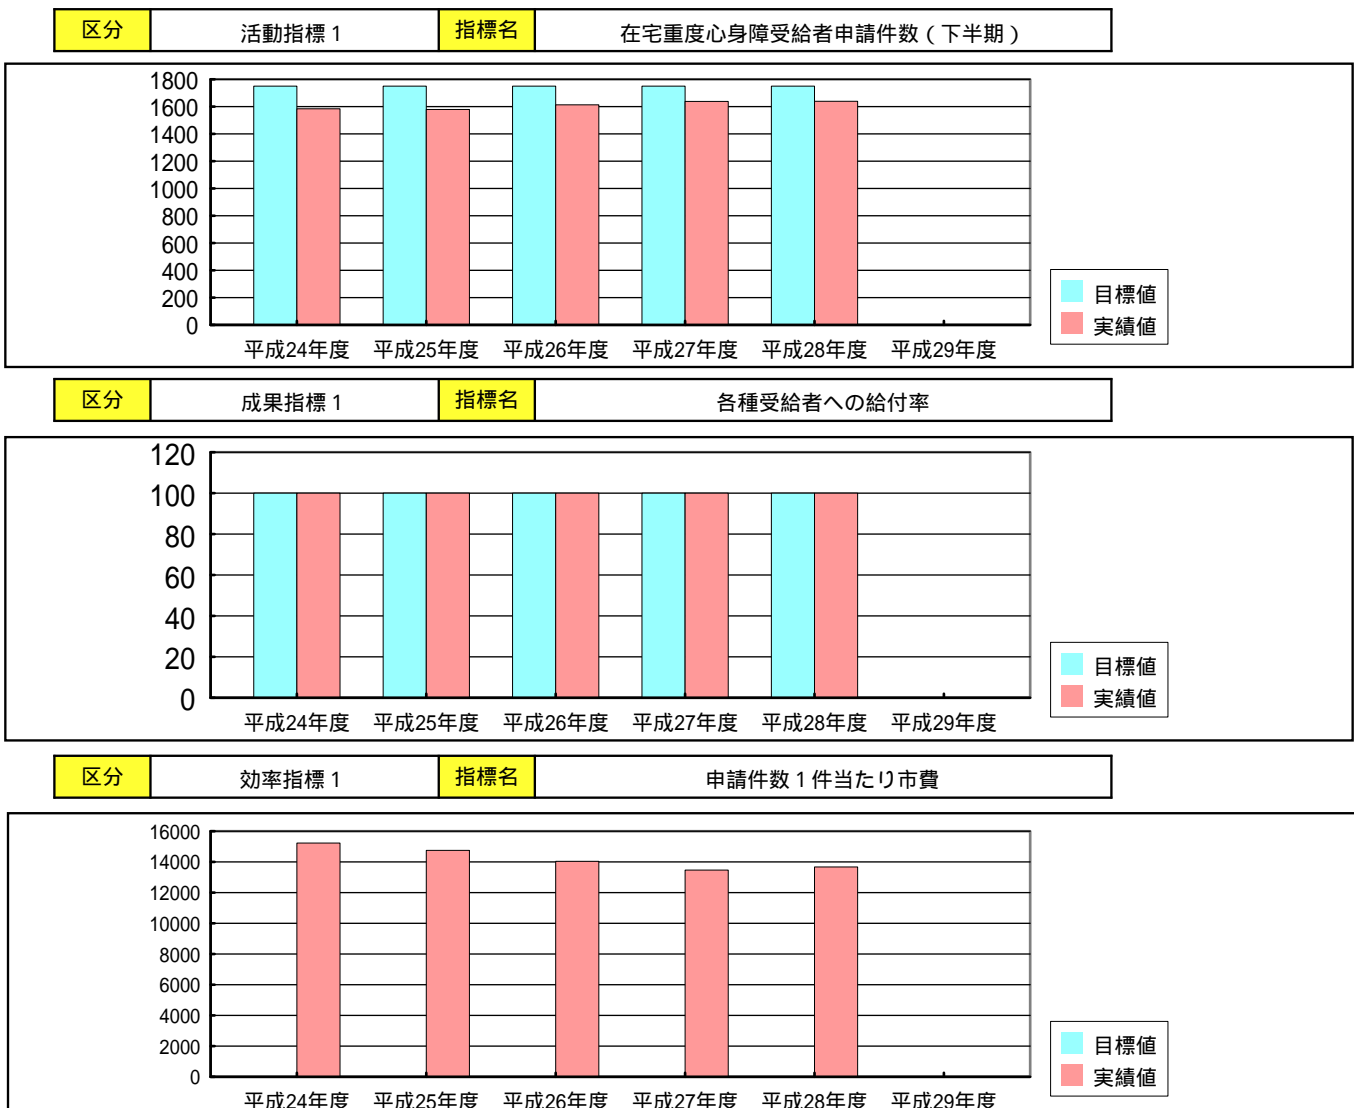 区分 活動指標１ 指標名 在宅重度心身障受給者申請件数（下半期）
1800
1600
1400
1200
1000
800
600
400
200
0
平成24年度 平成25年度 平成26年度 平成27年度 平成28年度 平成29年度
目標値
実績値
区分 成果指標１ 指標名 各種受給者への給付率
120
100
80
60
40
20
0
平成24年度 平成25年度 平成26年度 平成27年度 平成28年度 平成29年度
目標値
実績値
区分 効率指標１ 指標名 申請件数１件当たり市費
16000
14000
12000
10000
8000
6000
4000
2000
0
平成24年度 平成25年度 平成26年度 平成27年度 平成28年度 平成29年度
目標値
実績値